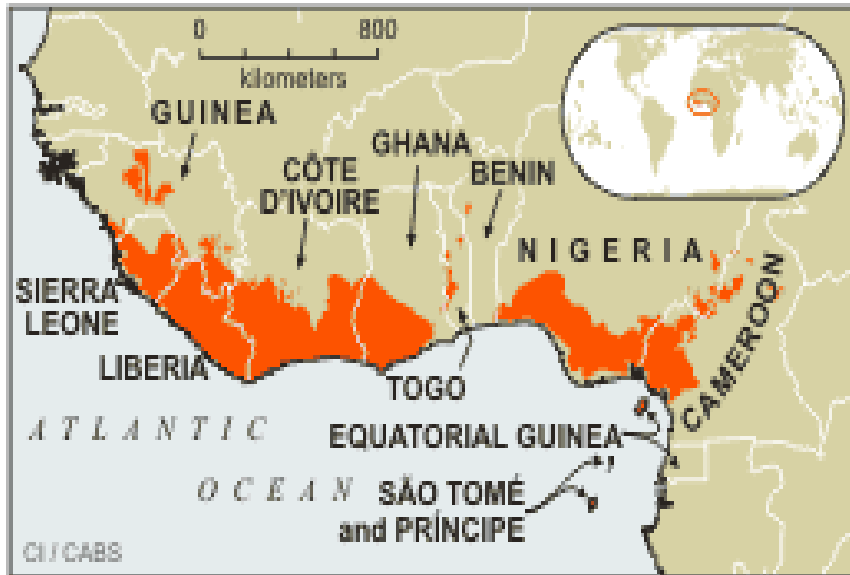 0 800
kilometers
GUINEA
CÔTE
D'IVOIRE
GHANA
BENIN
NIGERIA
SIERRA
LEONE
LIBERIA
TOGO
CAMEROON
ATLANTIC
OCEAN
EQUATORIAL GUINEA
SÃO TOMÉ
and PRÍNCIPE
CI / CABS